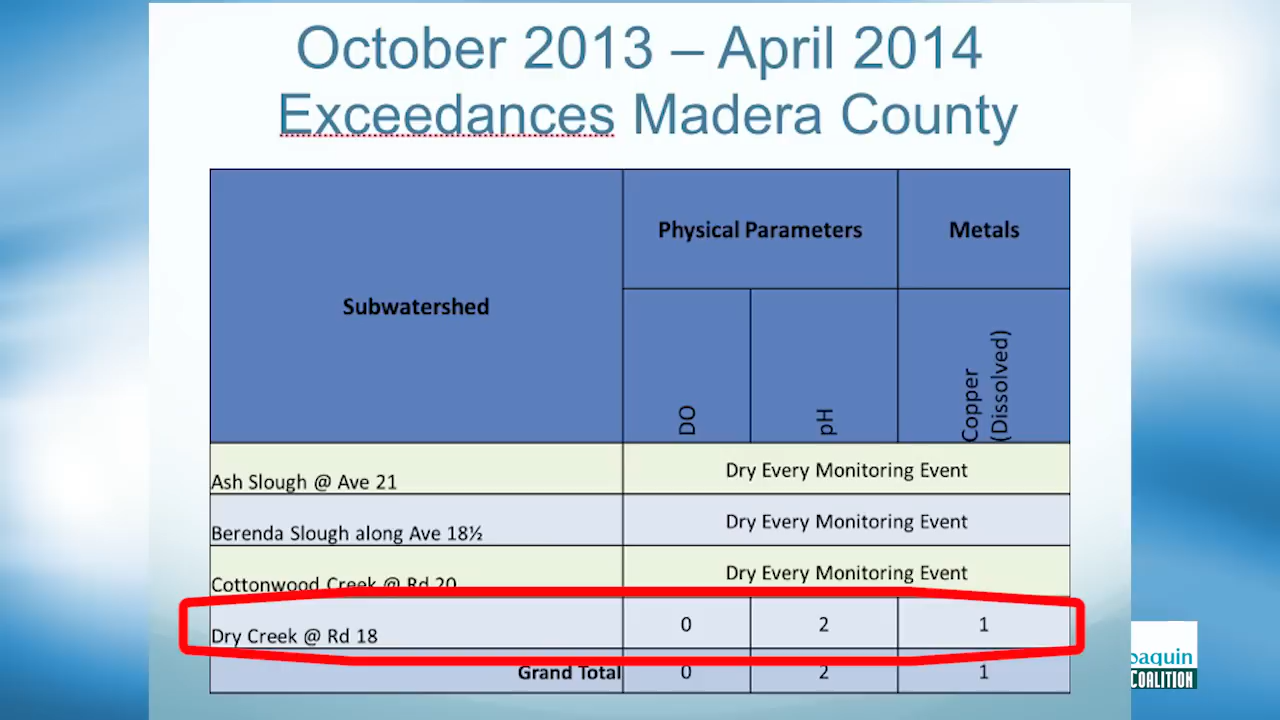 October 2013 – April 2014
Exceedances Madera County
Subwatershed
Physical Parameters
Metals
DO
pH
Copper
(Dissolved)
Ash Slough @ Ave 21
Dry Every Monitoring Event
Berenda Slough along Ave 18½
Dry Every Monitoring Event
Cottonwood Creek @ Rd 20
Dry Every Monitoring Event
Dry Creek @ Rd 18
0
2
1
Grand Total
0
2
1
oaquin
COALITION